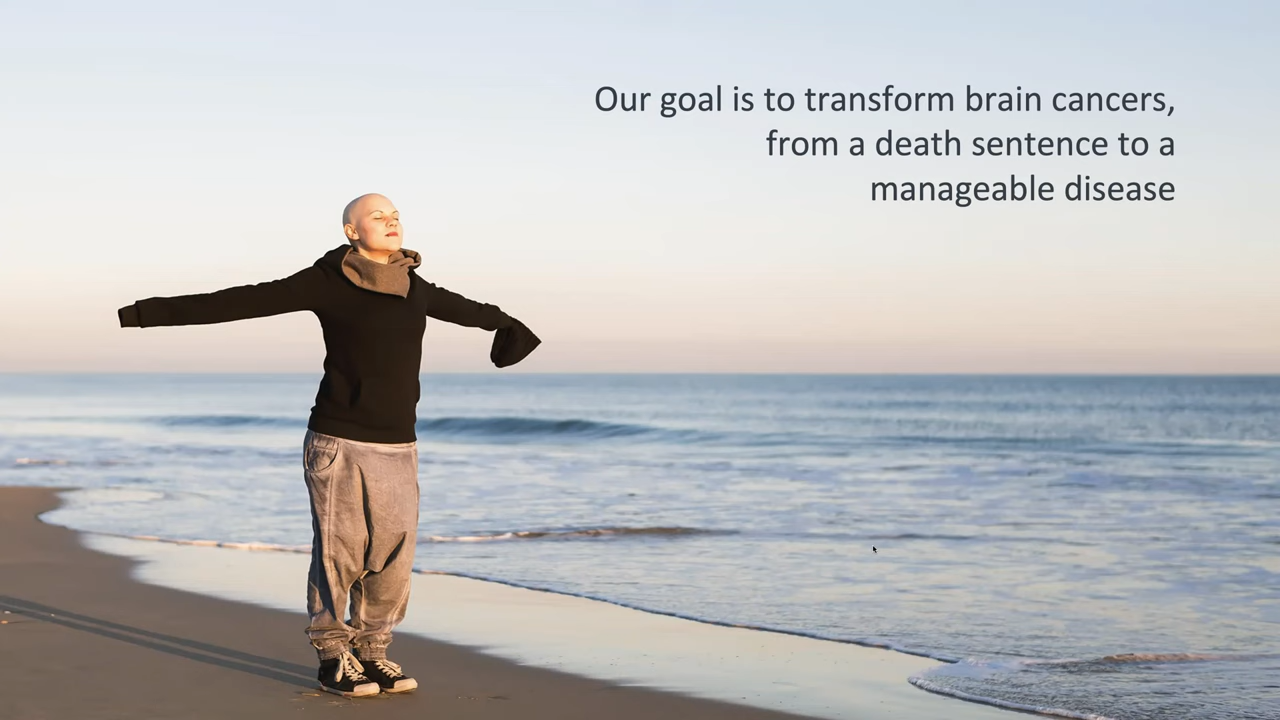 Our goal is to transform brain cancers,
from a death sentence to a
manageable disease